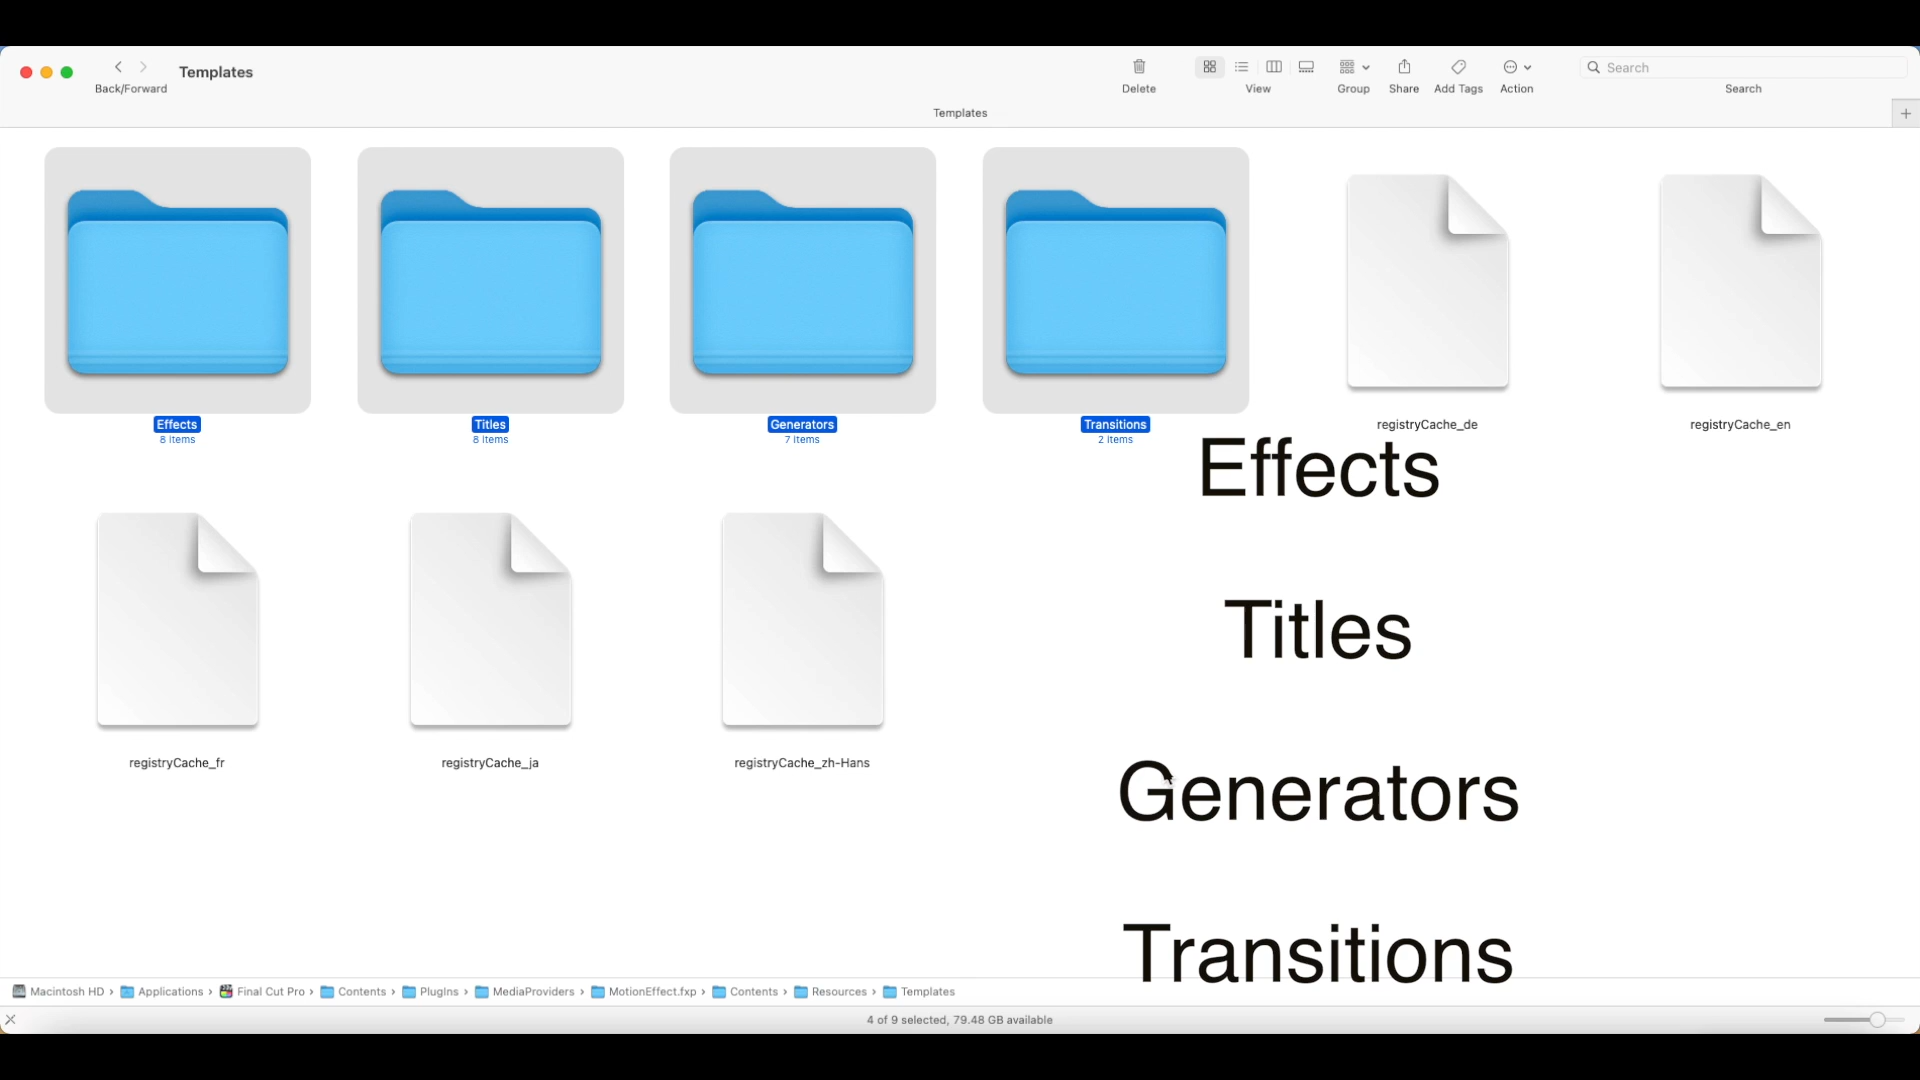 Templates
Back/Forward
Delete
View
Group
Share
Add Tags
Action
Search
Search
Templates
Effects
8 items
Titles
8 items
Generators
7 items
Transitions
2 items
registryCache_de
registryCache_en
Effects
Titles
Generators
Transitions
registryCache_fr
registryCache_ja
registryCache_zh-Hans
Macintosh HD › Applications › Final Cut Pro › Contents › PlugIns › MediaProviders › MotionEffect.fxp › Contents › Resources › Templates
4 of 9 selected, 79.48 GB available